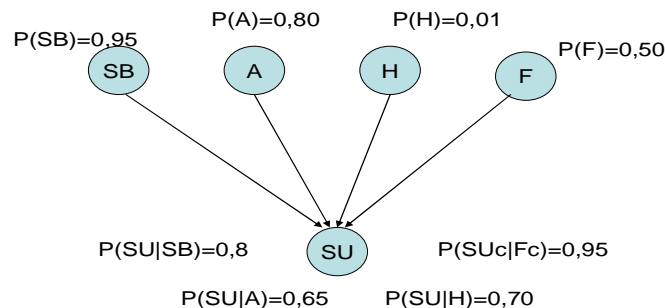 P(A)=0,80 P(H)=0,01
P(SB)=0,95 P(F)=0,50
SB A H F
P(SU|SB)=0,8 SU P(SUc|Fc)=0,95
P(SU|A)=0,65 P(SU|H)=0,70